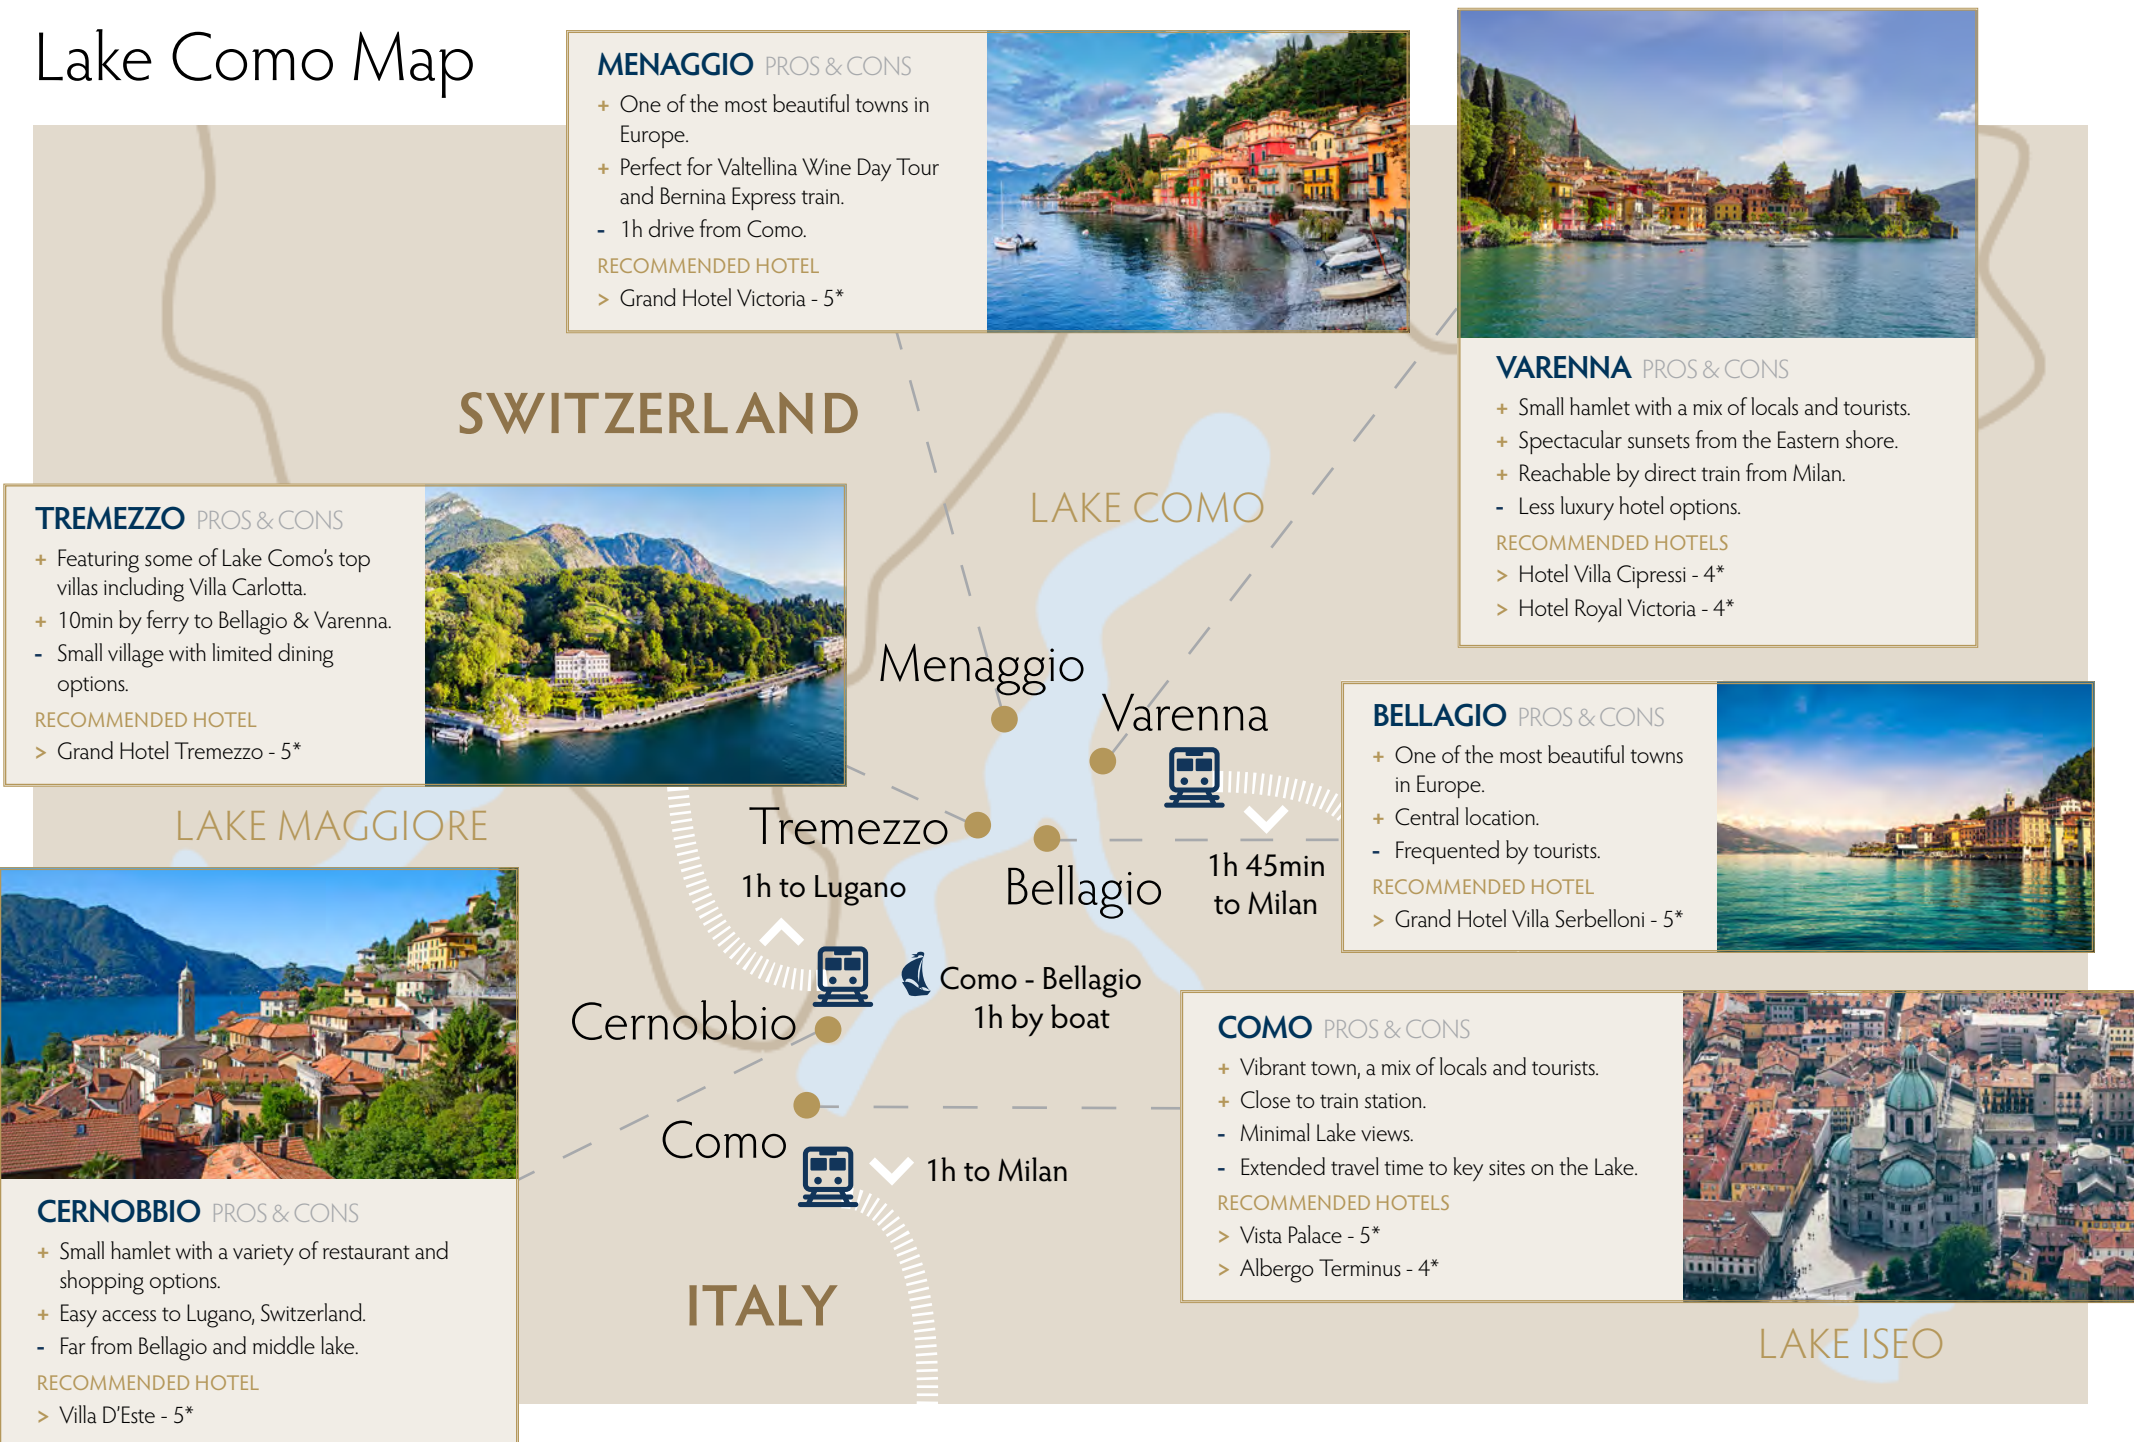 Lake Como Map
MENAGGIO PROS & CONS
+ One of the most beautiful towns in
Europe.
+ Perfect for Valtellina Wine Day Tour
and Bernina Express train.
- 1h drive from Como.
RECOMMENDED HOTEL
> Grand Hotel Victoria - 5*
VARENNA PROS & CONS
+ Small hamlet with a mix of locals and tourists.
+ Spectacular sunsets from the Eastern shore.
+ Reachable by direct train from Milan.
- Less luxury hotel options.
RECOMMENDED HOTELS
> Hotel Villa Cipressi - 4*
> Hotel Royal Victoria - 4*
SWITZERLAND
LAKE COMO
TREMEZZO PROS & CONS
+ Featuring some of Lake Como's top
villas including Villa Carlotta.
+ 10min by ferry to Bellagio & Varenna.
- Small village with limited dining
options.
RECOMMENDED HOTEL
> Grand Hotel Tremezzo - 5*
Menaggio
Varenna
BELLAGIO PROS & CONS
+ One of the most beautiful towns
in Europe.
+ Central location.
- Frequented by tourists.
RECOMMENDED HOTEL
> Grand Hotel Villa Serbelloni - 5*
LAKE MAGGIORE
Tremezzo
1h to Lugano
Bellagio
1h 45min
to Milan
Como - Bellagio
1h by boat
Cernobbio
Como
1h to Milan
COMO PROS & CONS
+ Vibrant town, a mix of locals and tourists.
+ Close to train station.
- Minimal Lake views.
- Extended travel time to key sites on the Lake.
RECOMMENDED HOTELS
> Vista Palace - 5*
> Albergo Terminus - 4*
CERNOBBIO PROS & CONS
+ Small hamlet with a variety of restaurant and
shopping options.
+ Easy access to Lugano, Switzerland.
- Far from Bellagio and middle lake.
RECOMMENDED HOTEL
> Villa D'Este - 5*
ITALY
LAKE ISEO